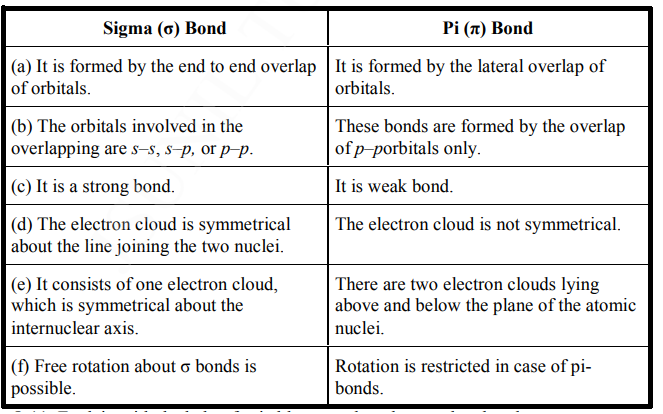 Sigma (σ) Bond
Pi (π) Bond
(a) It is formed by the end to end overlap
of orbitals.
It is formed by the lateral overlap of
orbitals.
(b) The orbitals involved in the
overlapping are s–s, s–p, or p–p.
These bonds are formed by the overlap
of p–porbitals only.
(c) It is a strong bond.
It is weak bond.
(d) The electron cloud is symmetrical
about the line joining the two nuclei.
The electron cloud is not symmetrical.
(e) It consists of one electron cloud,
which is symmetrical about the
internuclear axis.
There are two electron clouds lying
above and below the plane of the atomic
nuclei.
(f) Free rotation about σ bonds is
possible.
Rotation is restricted in case of pi-
bonds.